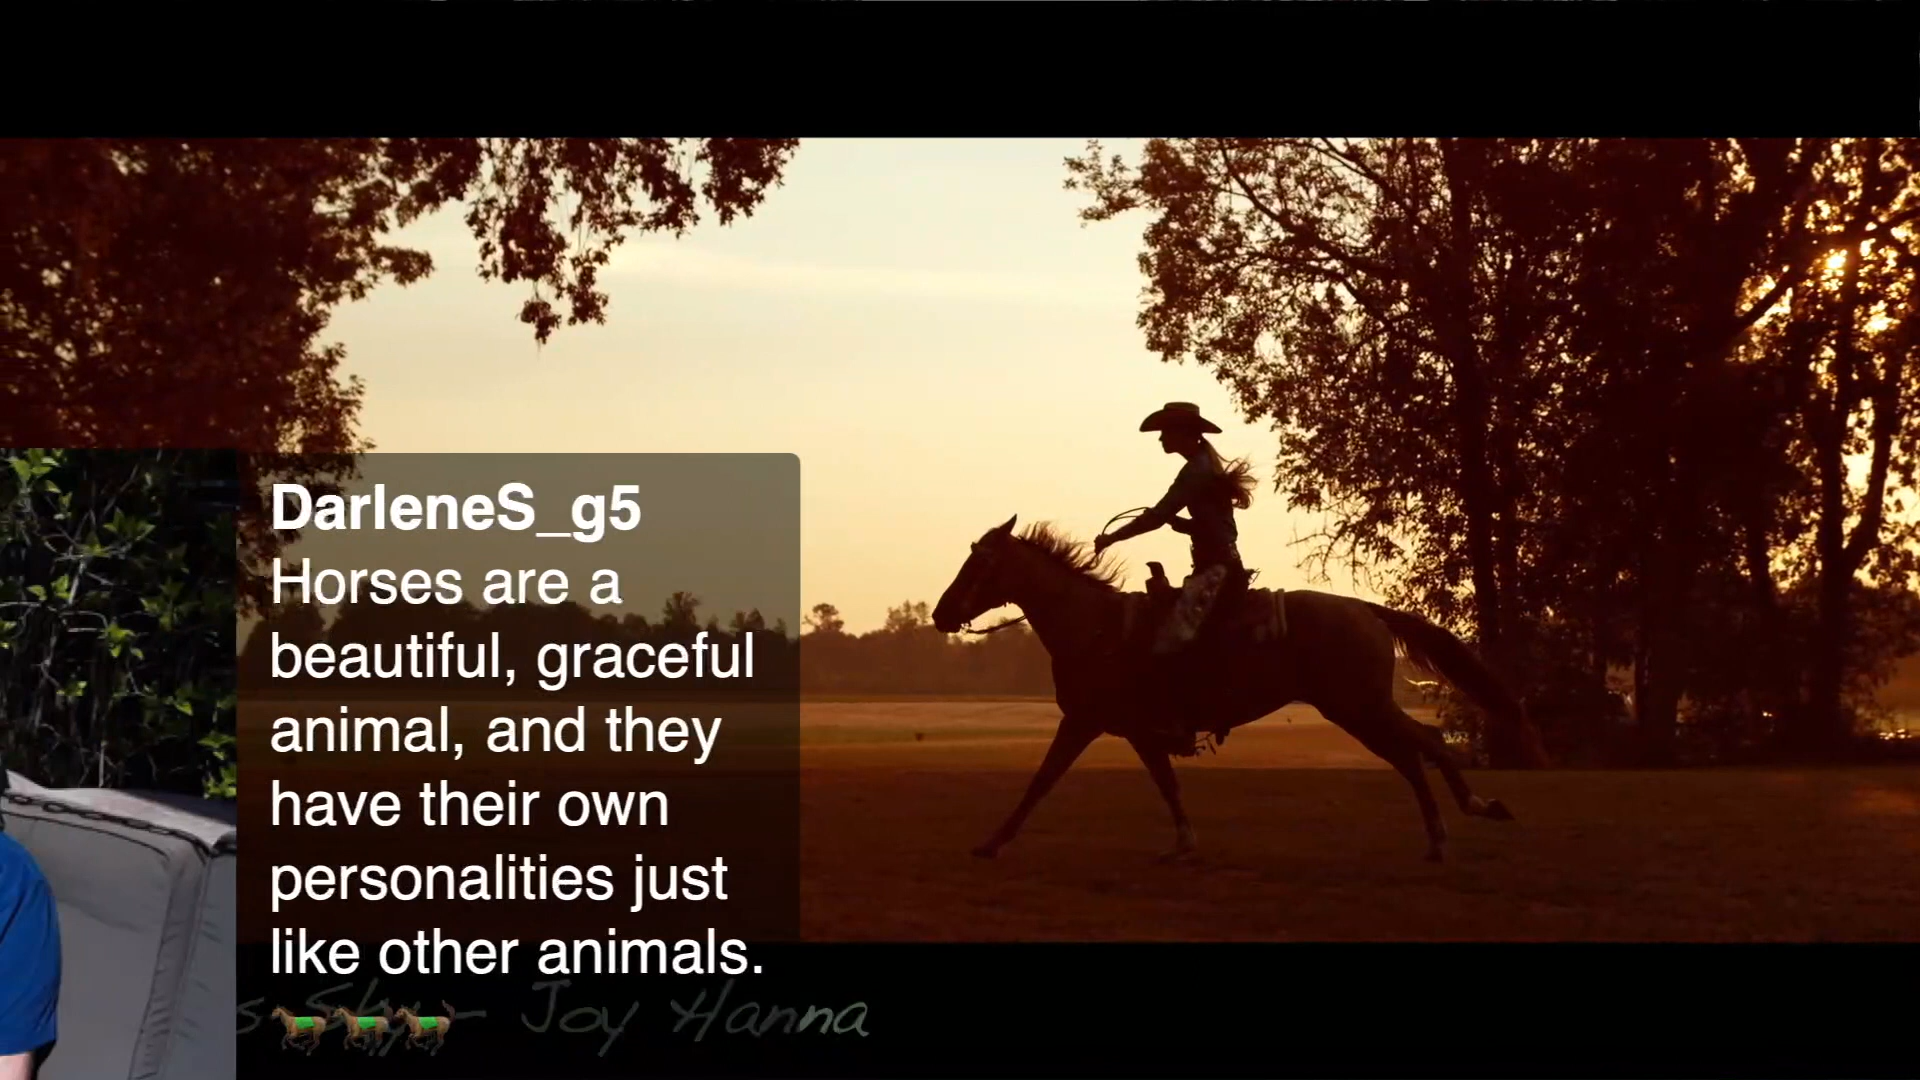 DarleneS_g5
Horses are a
beautiful, graceful
animal, and they
have their own
personalities just
like other animals.
🐎🐎🐎
- Joy Hanna